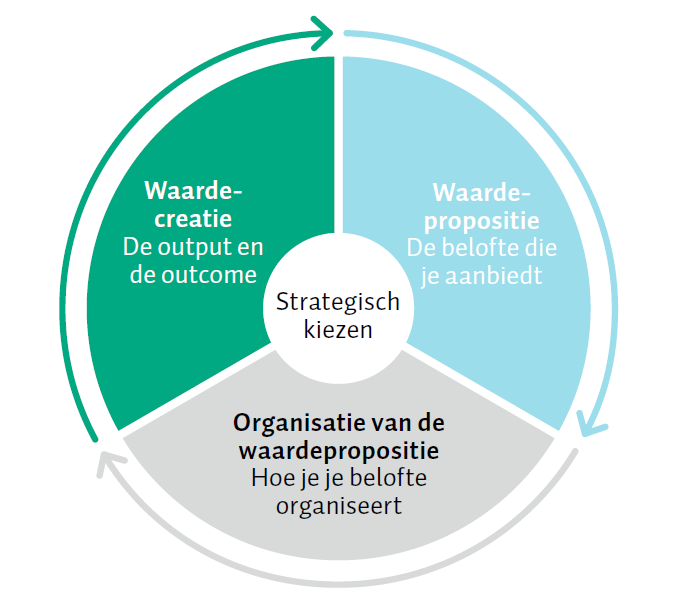 Waarde-
creatie
De output en
de outcome
Waarde-
propositie
De belofte die
je aanbiedt
Strategisch
kiezen
Organisatie van de
waardepropositie
Hoe je je belofte
organiseert